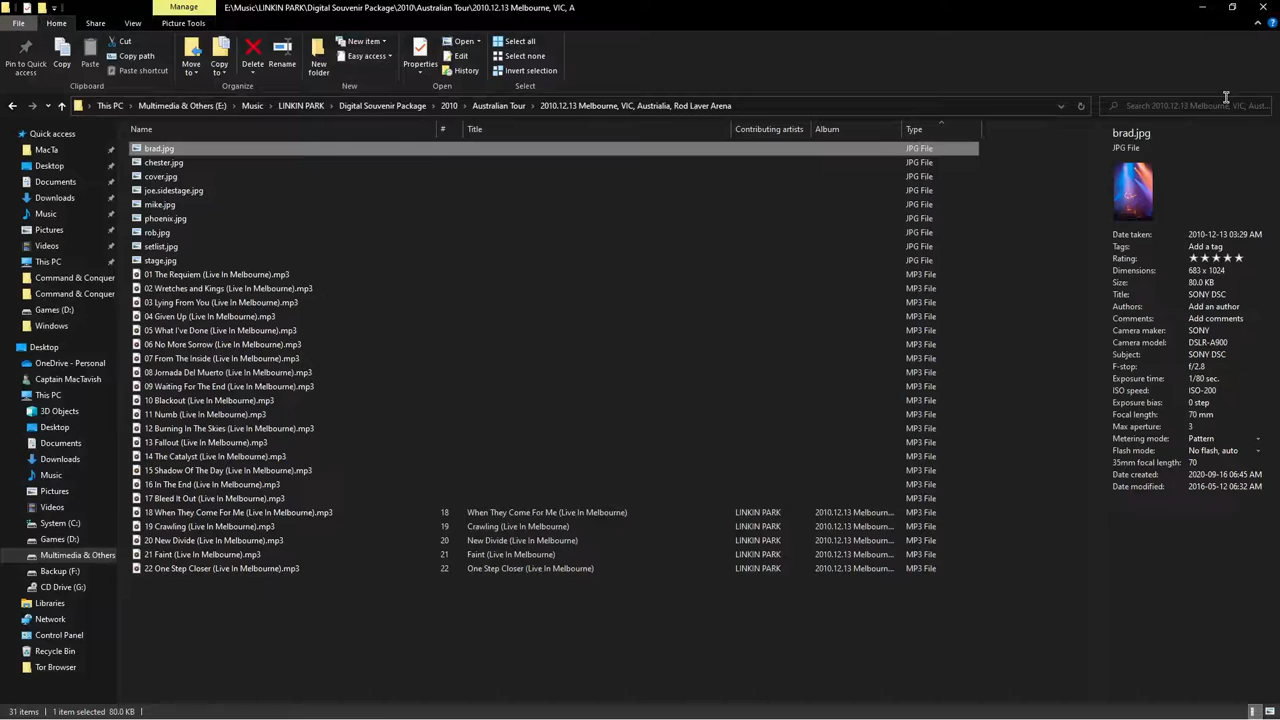 Manage
E:\Music\LINKIN PARK\Digital Souvenir Package\2010\Australian Tour\2010.12.13 Melbourne, VIC, A
File Home Share View Picture Tools
Pin to Quick access
Copy
Paste
Cut
Copy path
Paste shortcut
Clipboard
Move to
Copy to
Delete
Rename
Organize
New folder
New item
Easy access
New
Properties
Open
Edit
History
Open
Select all
Select none
Invert selection
Select
This PC Multimedia & Others (E:) Music LINKIN PARK Digital Souvenir Package 2010 Australian Tour 2010.12.13 Melbourne, VIC, Austrialia, Rod Laver Arena
Search 2010.12.13 Melbourne, VIC, Aust...
Quick access
MacTa
Desktop
Documents
Downloads
Music
Pictures
Videos
This PC
Command & Conquer
Command & Conquer
Games (D:)
Windows
Desktop
OneDrive - Personal
Captain MacTavish
This PC
3D Objects
Desktop
Documents
Downloads
Music
Pictures
Videos
System (C:)
Games (D:)
Multimedia & Others
Backup (F:)
CD Drive (G:)
Libraries
Network
Control Panel
Recycle Bin
Tor Browser
Name # Title Contributing artists Album Type
brad.jpg JPG File
chester.jpg JPG File
cover.jpg JPG File
joe.sidestage.jpg JPG File
mike.jpg JPG File
phoenix.jpg JPG File
rob.jpg JPG File
setlist.jpg JPG File
stage.jpg JPG File
01 The Requiem (Live In Melbourne).mp3 MP3 File
02 Wretches and Kings (Live In Melbourne).mp3 MP3 File
03 Lying From You (Live In Melbourne).mp3 MP3 File
04 Given Up (Live In Melbourne).mp3 MP3 File
05 What I've Done (Live In Melbourne).mp3 MP3 File
06 No More Sorrow (Live In Melbourne).mp3 MP3 File
07 From The Inside (Live In Melbourne).mp3 MP3 File
08 Jornada Del Muerto (Live In Melbourne).mp3 MP3 File
09 Waiting For The End (Live In Melbourne).mp3 MP3 File
10 Blackout (Live In Melbourne).mp3 MP3 File
11 Numb (Live In Melbourne).mp3 MP3 File
12 Burning In The Skies (Live In Melbourne).mp3 MP3 File
13 Fallout (Live In Melbourne).mp3 MP3 File
14 The Catalyst (Live In Melbourne).mp3 MP3 File
15 Shadow Of The Day (Live In Melbourne).mp3 MP3 File
16 In The End (Live In Melbourne).mp3 MP3 File
17 Bleed It Out (Live In Melbourne).mp3 MP3 File
18 When They Come For Me (Live In Melbourne).mp3 18 When They Come For Me (Live In Melbourne) LINKIN PARK 2010.12.13 Melbourn... MP3 File
19 Crawling (Live In Melbourne).mp3 19 Crawling (Live In Melbourne) LINKIN PARK 2010.12.13 Melbourn... MP3 File
20 New Divide (Live In Melbourne).mp3 20 New Divide (Live In Melbourne) LINKIN PARK 2010.12.13 Melbourn... MP3 File
21 Faint (Live In Melbourne).mp3 21 Faint (Live In Melbourne) LINKIN PARK 2010.12.13 Melbourn... MP3 File
22 One Step Closer (Live In Melbourne).mp3 22 One Step Closer (Live In Melbourne) LINKIN PARK 2010.12.13 Melbourn... MP3 File
brad.jpg
JPG File
Date taken: 2010-12-13 03:29 AM
Tags: Add a tag
Rating: ★★★★★
Dimensions: 683 x 1024
Size: 80.0 KB
Title: SONY DSC
Authors: Add an author
Comments: Add comments
Camera maker: SONY
Camera model: DSLR-A900
Subject: SONY DSC
F-stop: f/2.8
Exposure time: 1/80 sec.
ISO speed: ISO-200
Exposure bias: 0 step
Focal length: 70 mm
Max aperture: 3
Metering mode: Pattern
Flash mode: No flash, auto
35mm focal length: 70
Date created: 2020-09-16 06:45 AM
Date modified: 2016-05-12 06:32 AM
31 items 1 item selected 80.0 KB